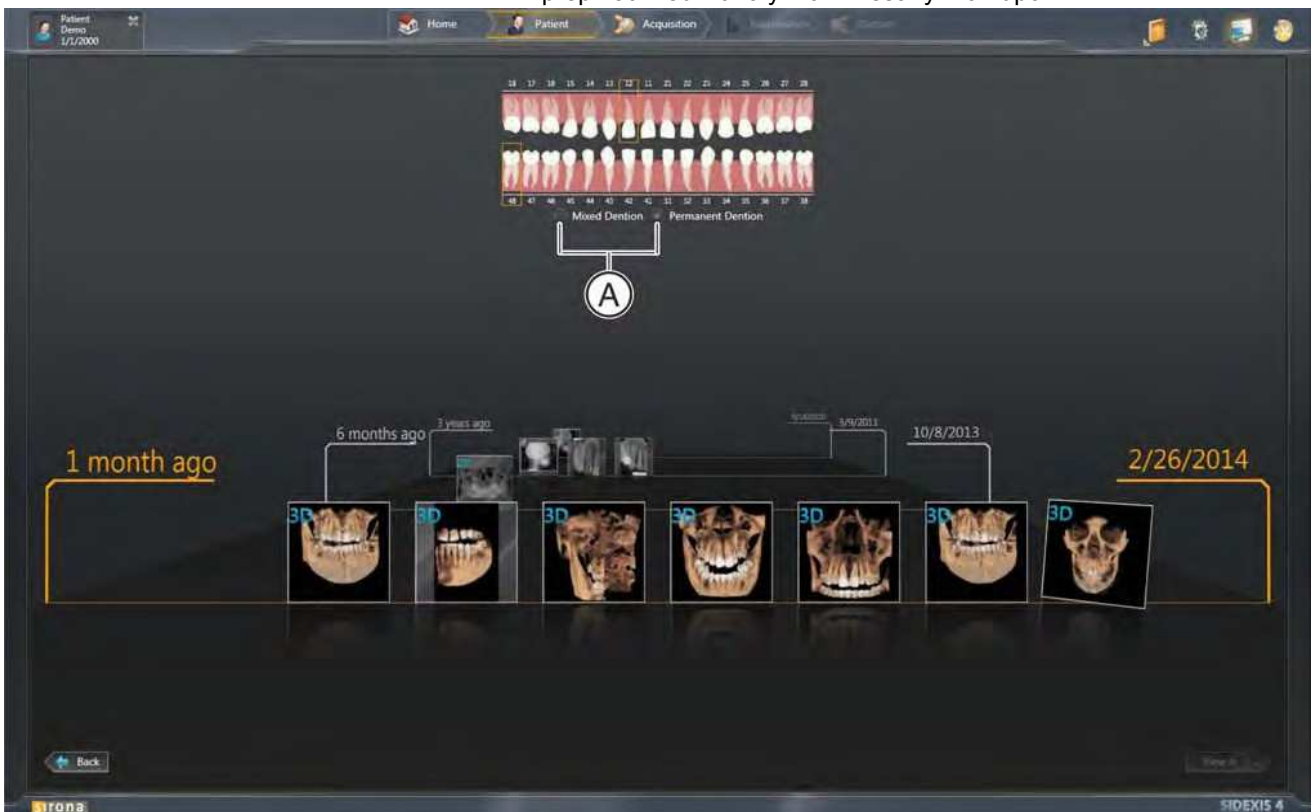 Patient
Demo
1/1/2000
Home
Patient
Acquisition
18 17 16 15 14 13 12 11 21 22 23 24 25 26 27 28
48 47 46 45 44 43 42 41 31 32 33 34 35 36 37 38
Mixed Dention
Permanent Dention
A
1 month ago
6 months ago
3 years ago
3/9/2011
10/8/2013
2/26/2014
3D
3D
3D
3D
3D
3D
3D
Back
sirona
SIDEXIS 4